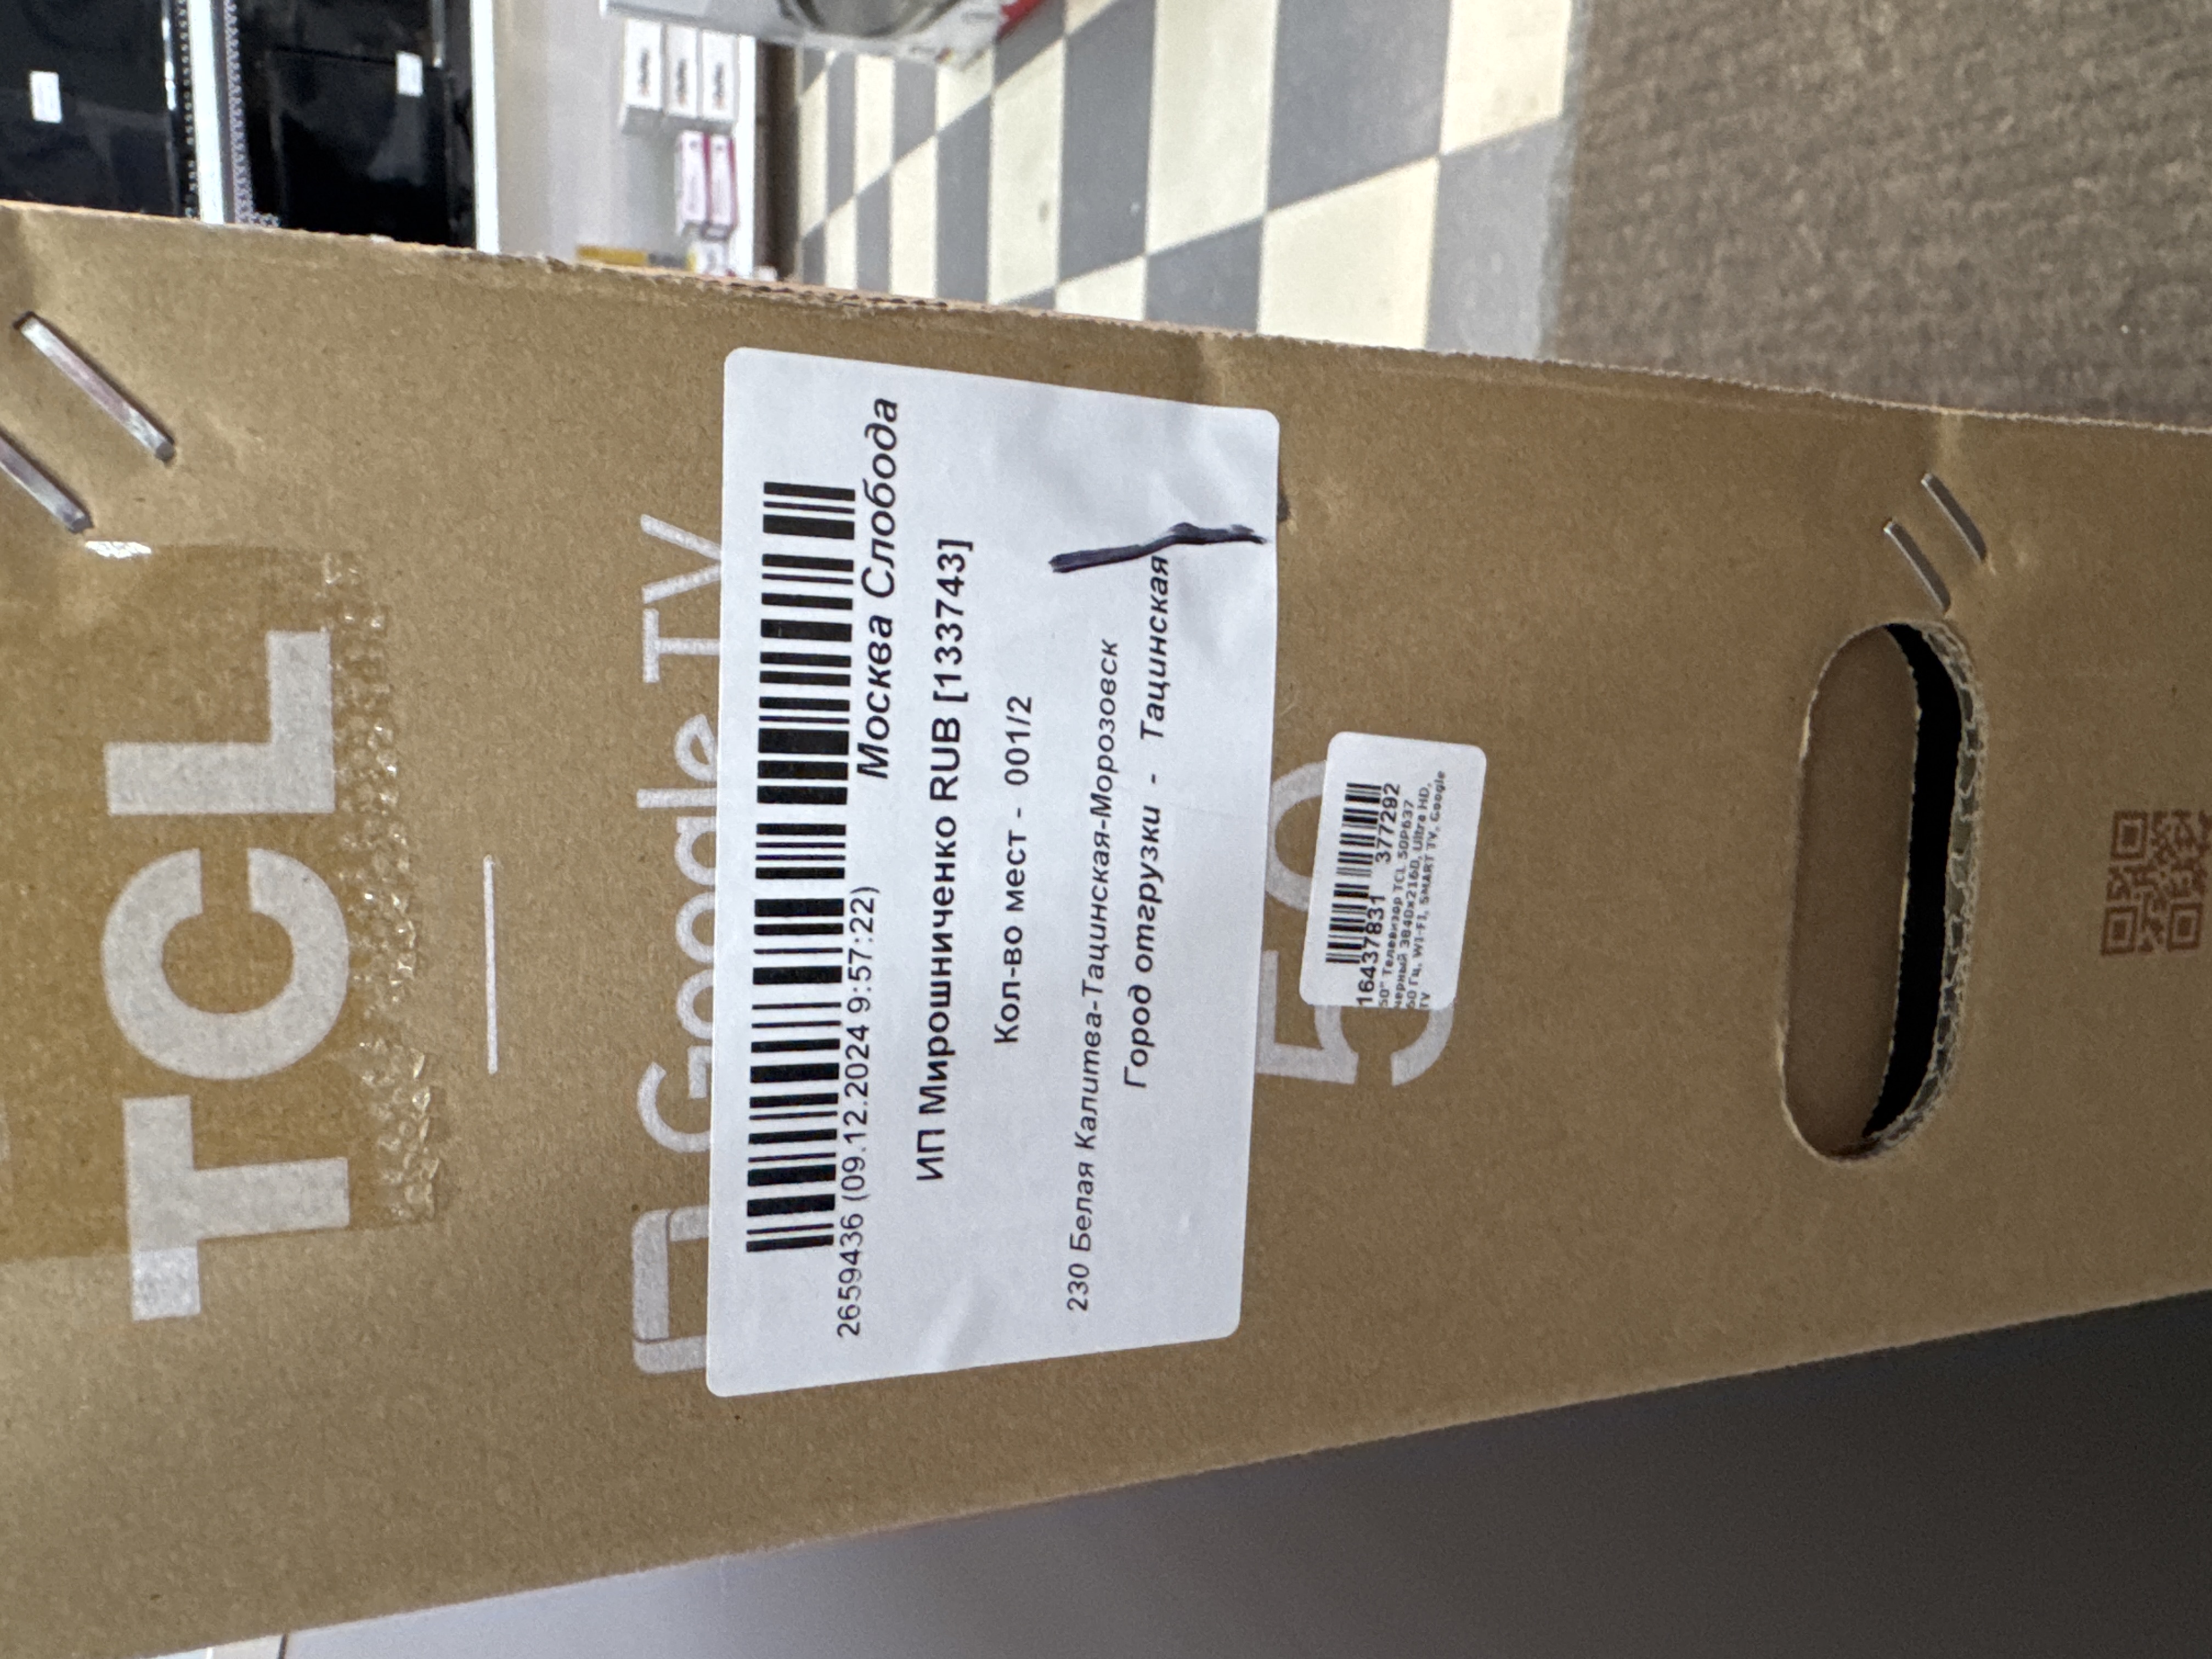 TCL
Google TV
Москва Слобода
2659436 (09.12.2024 9:57:22)
ИП Мирошниченко RUB [133743]
Кол-во мест - 001/2
230 Белая Калитва-Тацинская-Морозовск
Город отгрузки - Тацинская
50
16437831 377292
50" Телевизор TCL 50P637
черный 3840x2160, Ultra HD,
60 Гц, WI-FI, SMART TV, Google
TV